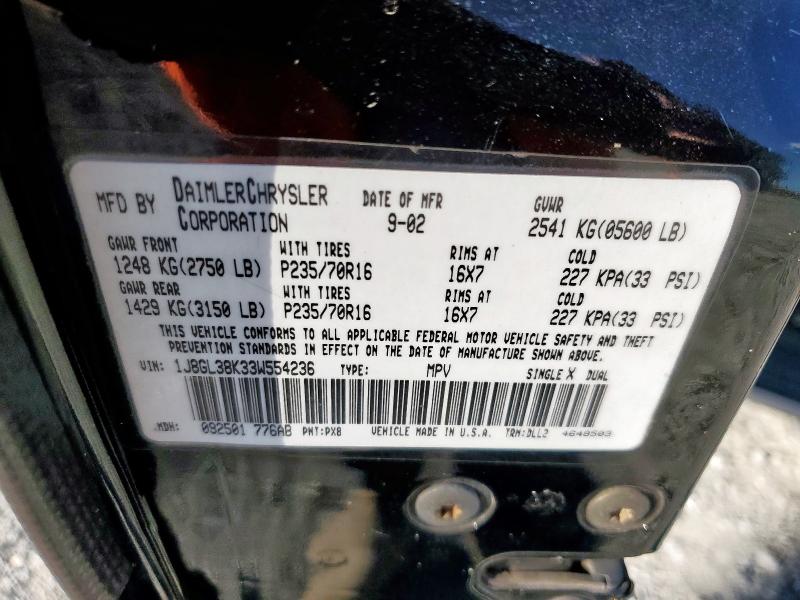 MFD BY DAIMLERCHRYSLER CORPORATION DATE OF MFR 9-02 GVWR 2541 KG(05600 LB)
GAWR FRONT WITH TIRES RIMS AT COLD
1248 KG(2750 LB) P235/70R16 16X7 227 KPA(33 PSI)
GAWR REAR WITH TIRES RIMS AT COLD
1429 KG(3150 LB) P235/70R16 16X7 227 KPA(33 PSI)
THIS VEHICLE CONFORMS TO ALL APPLICABLE FEDERAL MOTOR VEHICLE SAFETY AND THEFT
PREVENTION STANDARDS IN EFFECT ON THE DATE OF MANUFACTURE SHOWN ABOVE.
VIN: 1J8GL38K33W554236 TYPE: MPV SINGLE X DUAL
MDH: 092501 776AB PNT:PX8 VEHICLE MADE IN U.S.A. TRM:DLL2 4648503